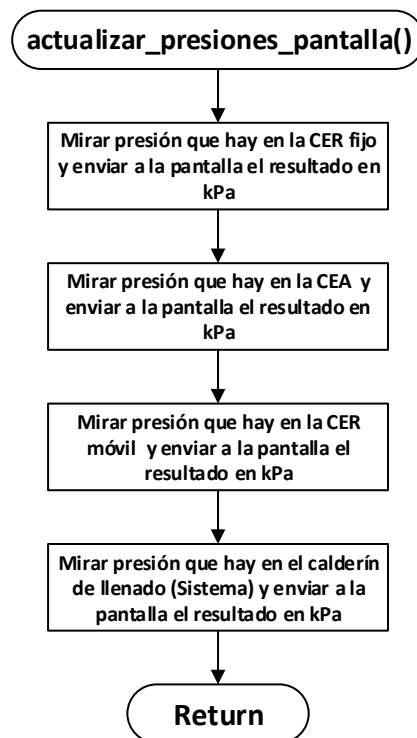 actualizar_presiones_pantalla()
Mirar presión que hay en la CER fijo
y enviar a la pantalla el resultado en
kPa
Mirar presión que hay en la CEA y
enviar a la pantalla el resultado en
kPa
Mirar presión que hay en la CER
móvil y enviar a la pantalla el
resultado en kPa
Mirar presión que hay en el calderín
de llenado (Sistema) y enviar a la
pantalla el resultado en kPa
Return